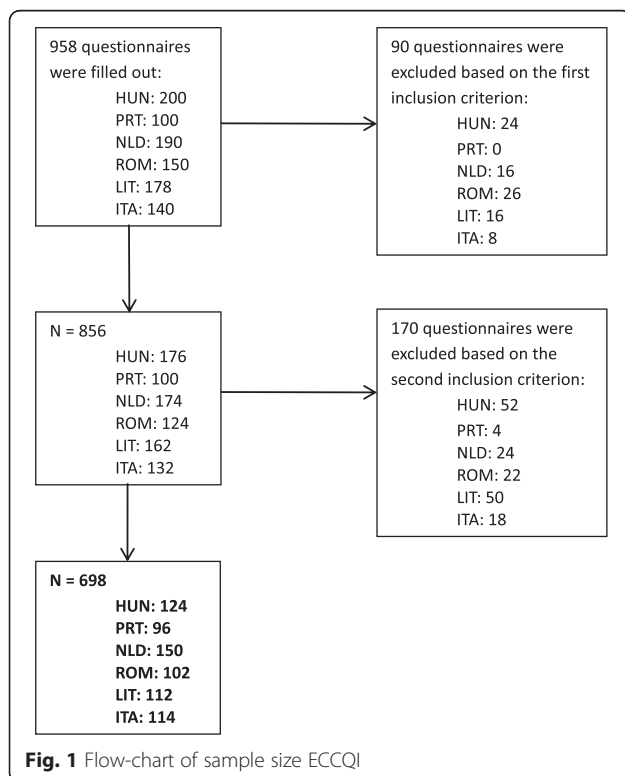 958 questionnaires
were filled out:
HUN: 200
PRT: 100
NLD: 190
ROM: 150
LIT: 178
ITA: 140
90 questionnaires were
excluded based on the first
inclusion criterion:
HUN: 24
PRT: 0
NLD: 16
ROM: 26
LIT: 16
ITA: 8
N = 856
HUN: 176
PRT: 100
NLD: 174
ROM: 124
LIT: 162
ITA: 132
170 questionnaires were
excluded based on the
second inclusion criterion:
HUN: 52
PRT: 4
NLD: 24
ROM: 22
LIT: 50
ITA: 18
N = 698
HUN: 124
PRT: 96
NLD: 150
ROM: 102
LIT: 112
ITA: 114
Fig. 1 Flow-chart of sample size ECCQI